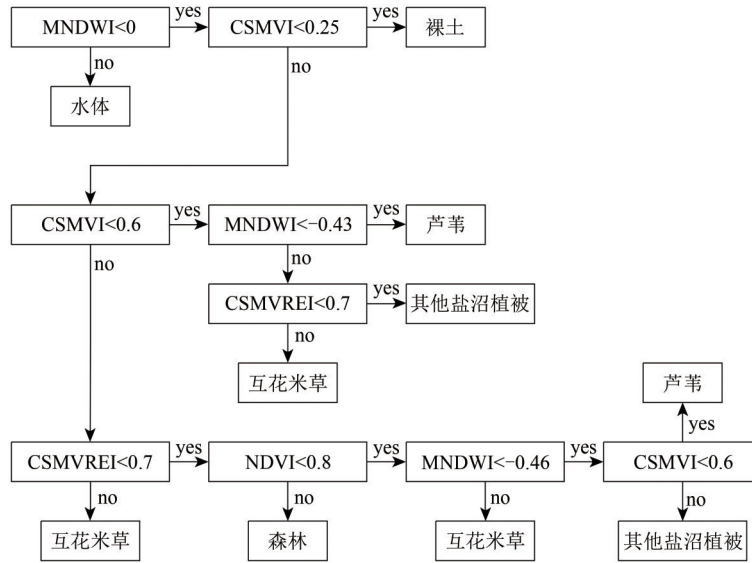 MNDWI<0
yes
CSMVI<0.25
yes
裸土
no
no
水体
CSMVI<0.6
yes
MNDWI<−0.43
yes
芦苇
no
no
CSMVREI<0.7
yes
其他盐沼植被
no
互花米草
芦苇
yes
CSMVREI<0.7
yes
NDVI<0.8
yes
MNDWI<−0.46
yes
CSMVI<0.6
no
no
no
no
互花米草
森林
互花米草
其他盐沼植被